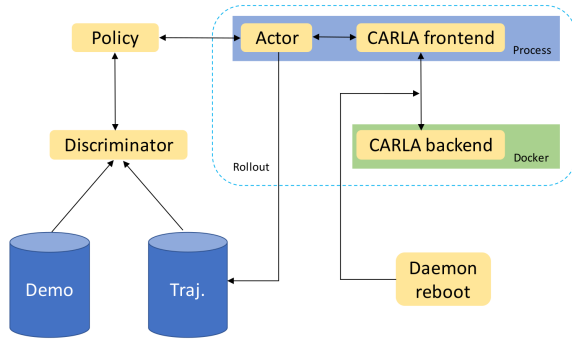 Policy
Actor
CARLA frontend
Process
Discriminator
CARLA backend
Docker
Rollout
Demo
Traj.
Daemon
reboot